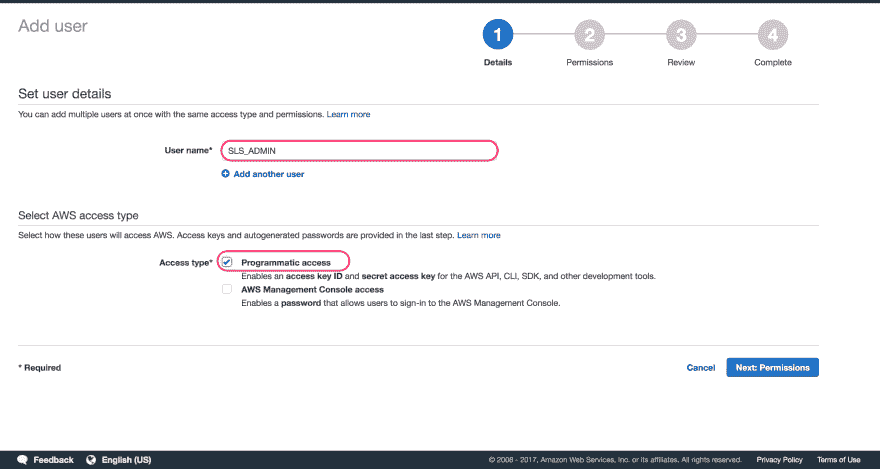 Add user
1
2
3
4
Details
Permissions
Review
Complete
Set user details
You can add multiple users at once with the same access type and permissions. Learn more
User name* SLS_ADMIN
Add another user
Select AWS access type
Select how these users will access AWS. Access keys and autogenerated passwords are provided in the last step. Learn more
Access type* Programmatic access
Enables an access key ID and secret access key for the AWS API, CLI, SDK, and other development tools.
AWS Management Console access
Enables a password that allows users to sign-in to the AWS Management Console.
* Required Cancel Next: Permissions
Feedback English (US) © 2008 - 2017, Amazon Web Services, Inc. or its affiliates. All rights reserved. Privacy Policy Terms of Use